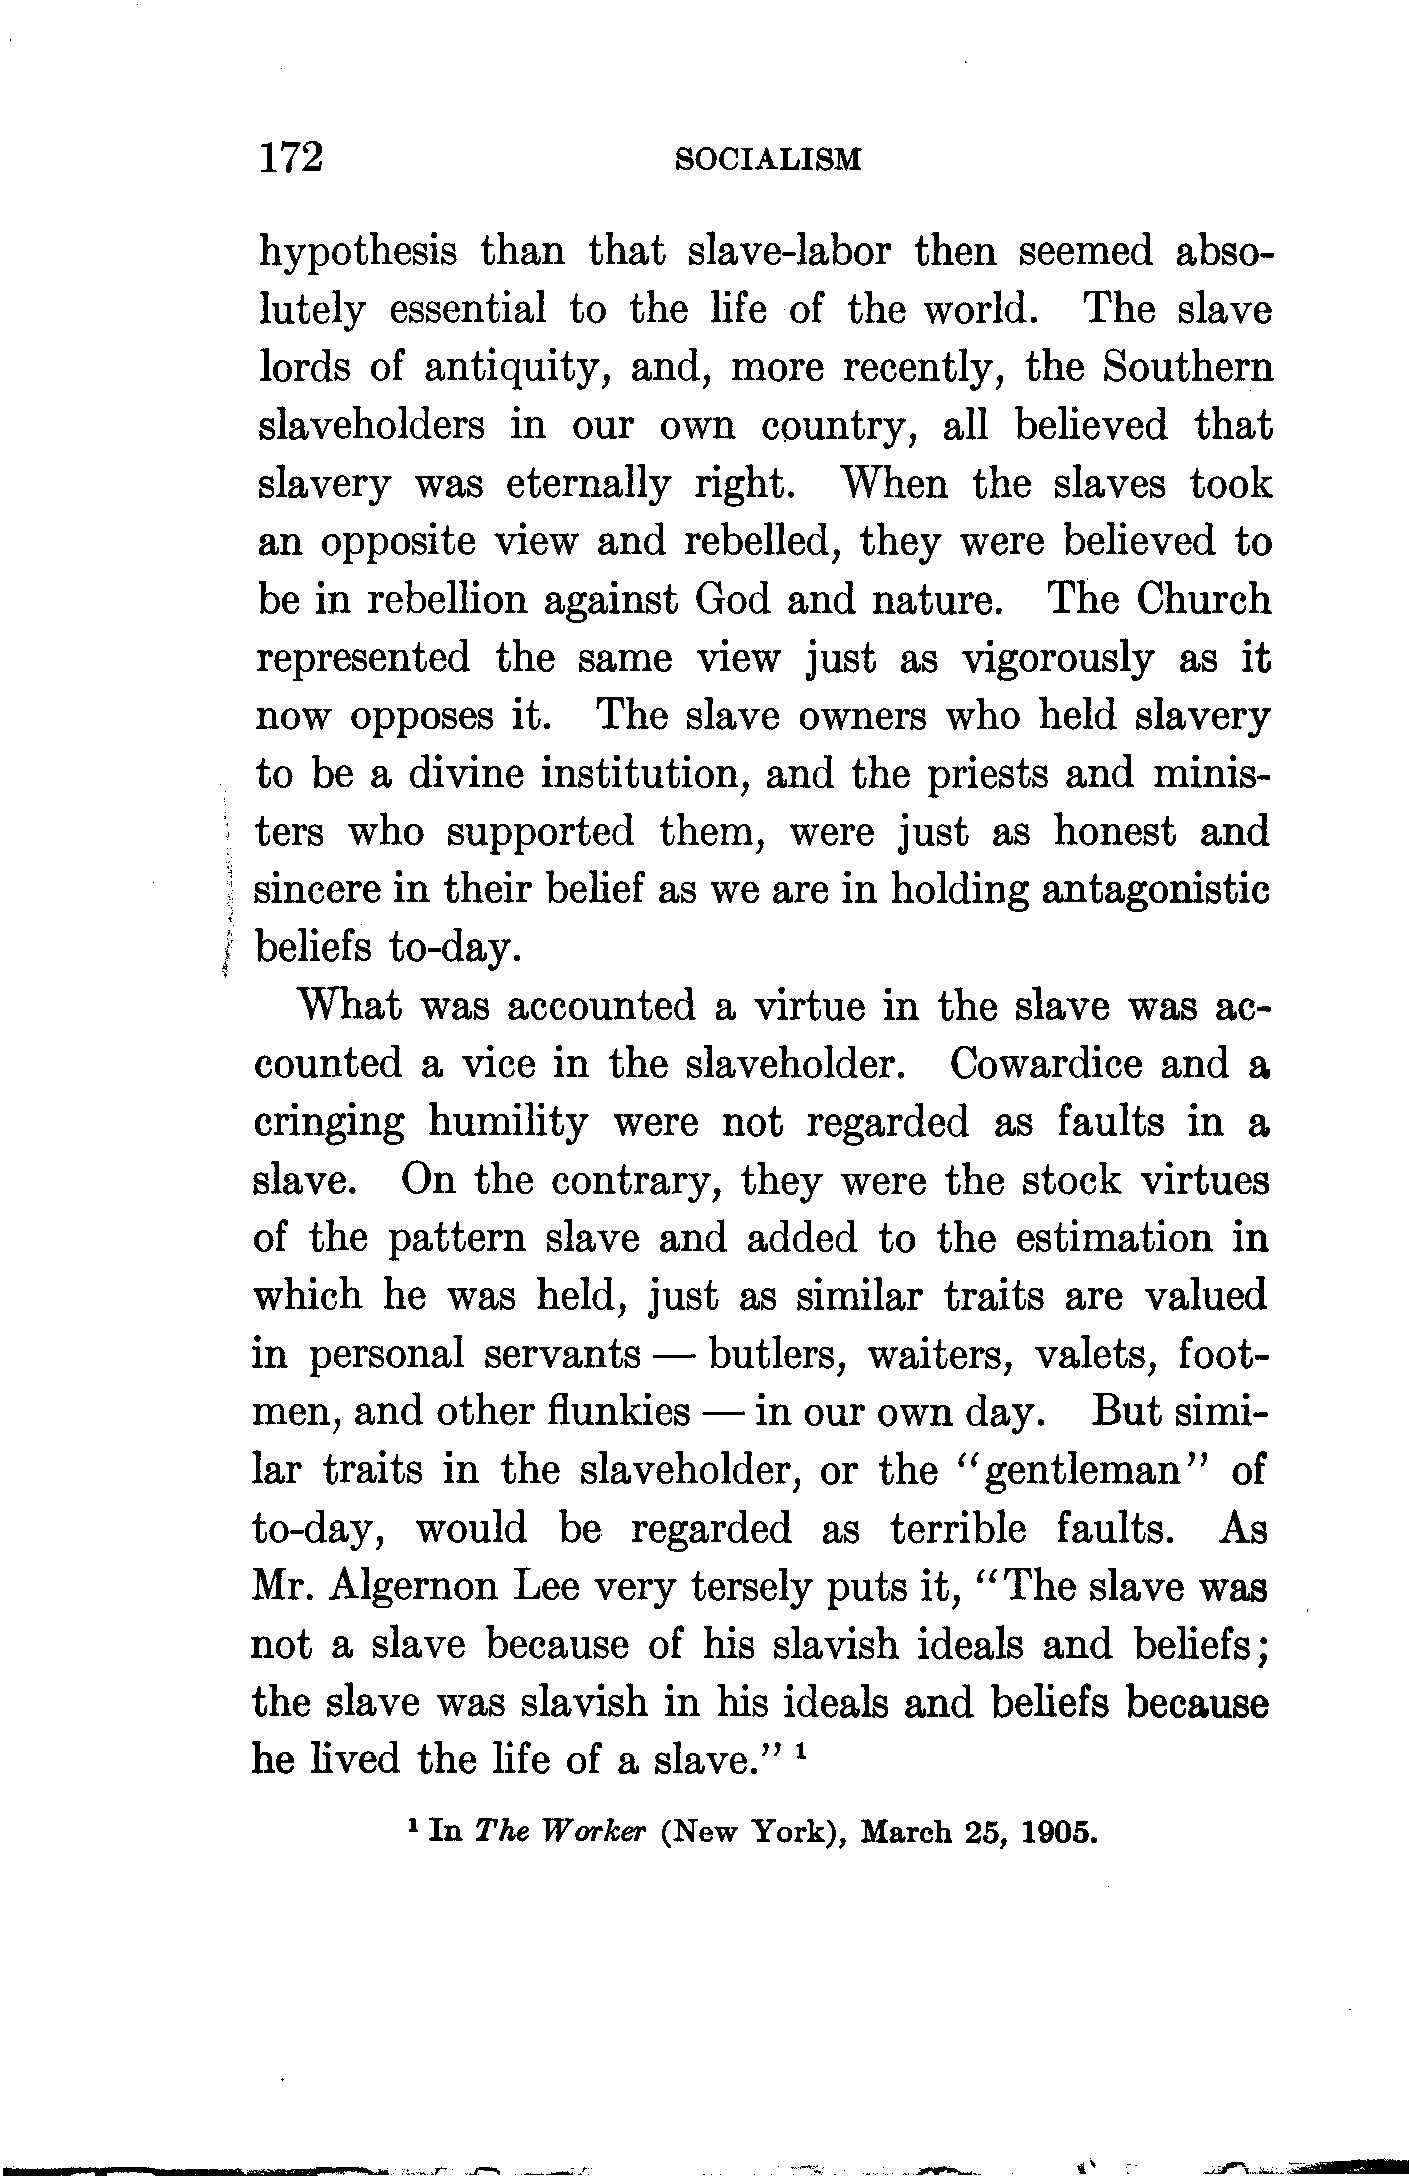 172 SOCIALISM
hypothesis than that slave-labor then seemed abso-
lutely essential to the life of the world. The slave
lords of antiquity, and, more recently, the Southern
slaveholders in our own country, all believed that
slavery was eternally right. When the slaves took
an opposite view and rebelled, they were believed to
be in rebellion against God and nature. The Church
represented the same view just as vigorously as it
now opposes it. The slave owners who held slavery
to be a divine institution, and the priests and minis-
ters who supported them, were just as honest and
sincere in their belief as we are in holding antagonistic
beliefs to-day.
What was accounted a virtue in the slave was ac-
counted a vice in the slaveholder. Cowardice and a
cringing humility were not regarded as faults in a
slave. On the contrary, they were the stock virtues
of the pattern slave and added to the estimation in
which he was held, just as similar traits are valued
in personal servants — butlers, waiters, valets, foot-
men, and other flunkies — in our own day. But simi-
lar traits in the slaveholder, or the "gentleman" of
to-day, would be regarded as terrible faults. As
Mr. Algernon Lee very tersely puts it, "The slave was
not a slave because of his slavish ideals and beliefs;
the slave was slavish in his ideals and beliefs because
he lived the life of a slave." ¹
¹ In The Worker (New York), March 25, 1905.